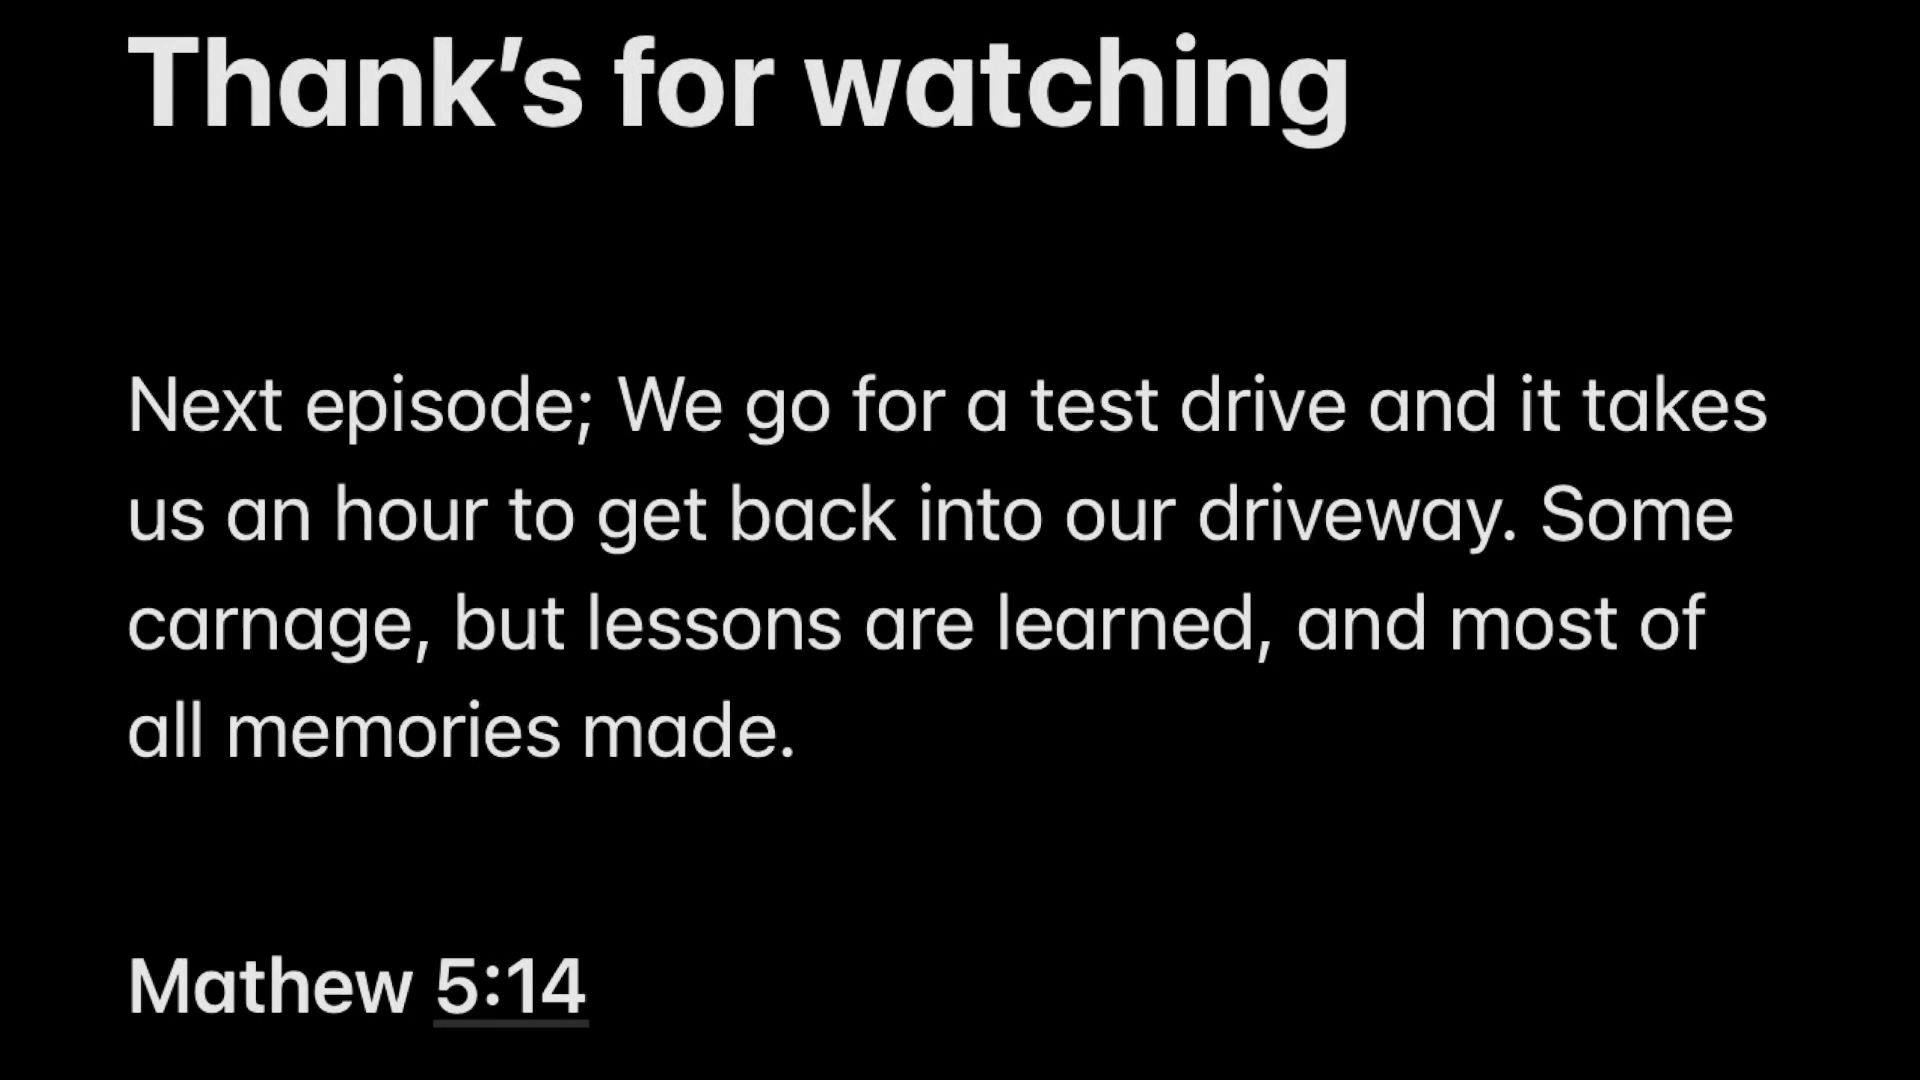 Thank’s for watching
Next episode; We go for a test drive and it takes
us an hour to get back into our driveway. Some
carnage, but lessons are learned, and most of
all memories made.
Mathew 5:14